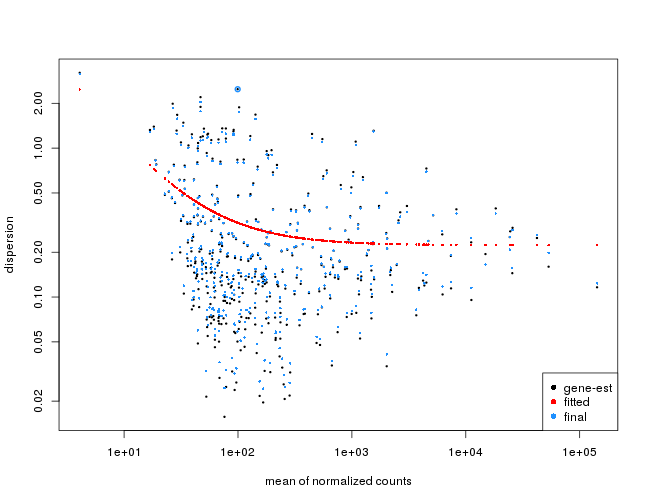 dispersion
2.00
1.00
0.50
0.20
0.10
0.05
0.02
gene-est
fitted
final
1e+01 1e+02 1e+03 1e+04 1e+05
mean of normalized counts